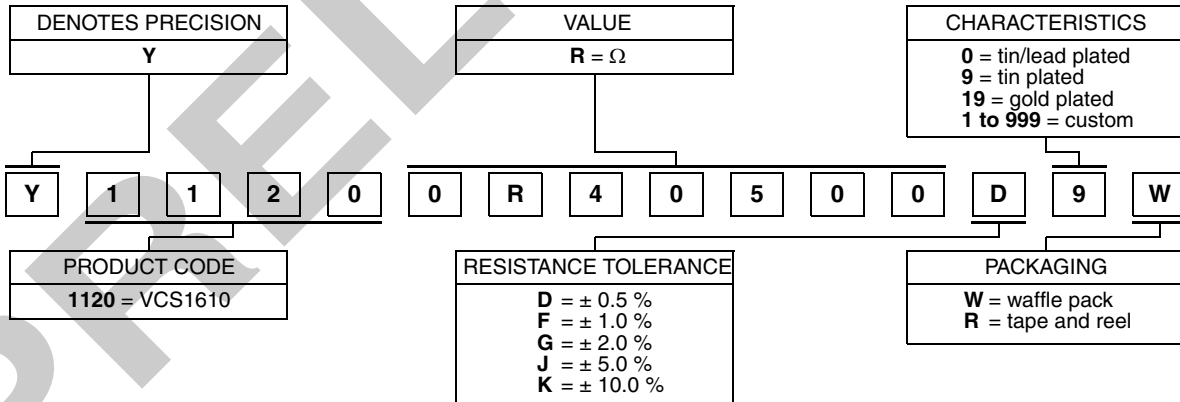 DENOTES PRECISION
Y
VALUE
R = Ω
CHARACTERISTICS
0 = tin/lead plated
9 = tin plated
19 = gold plated
1 to 999 = custom
Y 1 1 2 0 0 R 4 0 5 0 0 D 9 W
PRODUCT CODE
1120 = VCS1610
RESISTANCE TOLERANCE
D = ± 0.5 %
F = ± 1.0 %
G = ± 2.0 %
J = ± 5.0 %
K = ± 10.0 %
PACKAGING
W = waffle pack
R = tape and reel
PREL